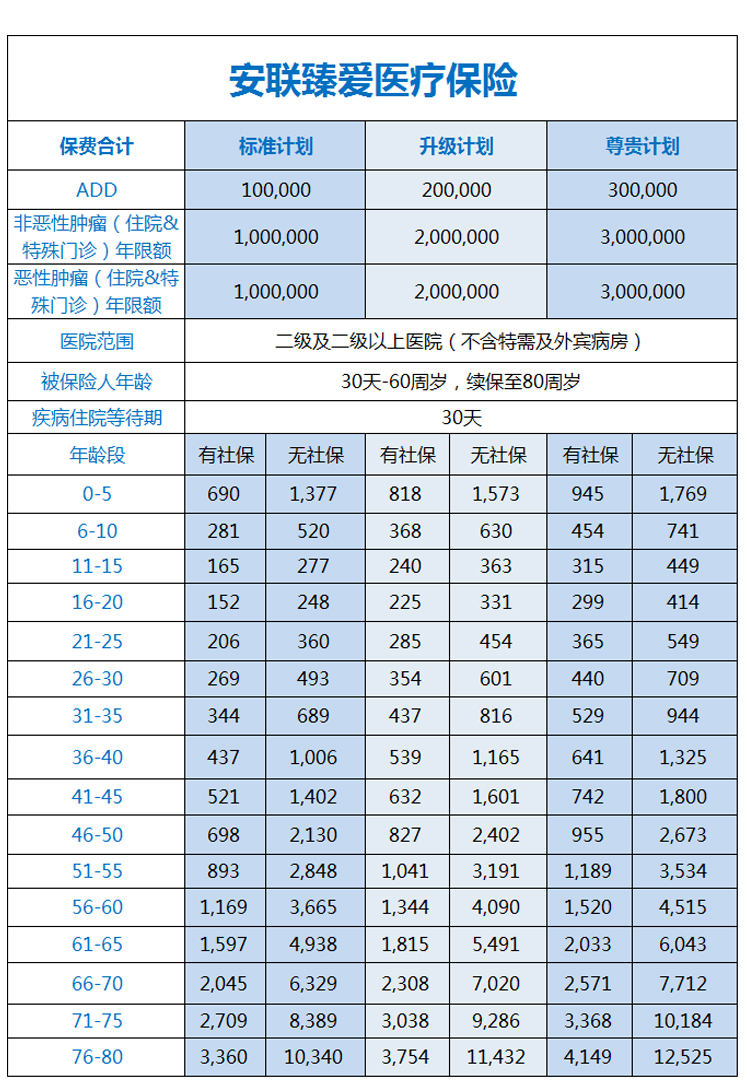 安联臻爱医疗保险
保费合计 标准计划 升级计划 尊贵计划
ADD 100,000 200,000 300,000
非恶性肿瘤（住院&
特殊门诊）年限额 1,000,000 2,000,000 3,000,000
恶性肿瘤（住院&特
殊门诊）年限额 1,000,000 2,000,000 3,000,000
医院范围 二级及二级以上医院（不含特需及外宾病房）
被保险人年龄 30天-60周岁，续保至80周岁
疾病住院等待期 30天
年龄段 有社保 无社保 有社保 无社保 有社保 无社保
0-5 690 1,377 818 1,573 945 1,769
6-10 281 520 368 630 454 741
11-15 165 277 240 363 315 449
16-20 152 248 225 331 299 414
21-25 206 360 285 454 365 549
26-30 269 493 354 601 440 709
31-35 344 689 437 816 529 944
36-40 437 1,006 539 1,165 641 1,325
41-45 521 1,402 632 1,601 742 1,800
46-50 698 2,130 827 2,402 955 2,673
51-55 893 2,848 1,041 3,191 1,189 3,534
56-60 1,169 3,665 1,344 4,090 1,520 4,515
61-65 1,597 4,938 1,815 5,491 2,033 6,043
66-70 2,045 6,329 2,308 7,020 2,571 7,712
71-75 2,709 8,389 3,038 9,286 3,368 10,184
76-80 3,360 10,340 3,754 11,432 4,149 12,525